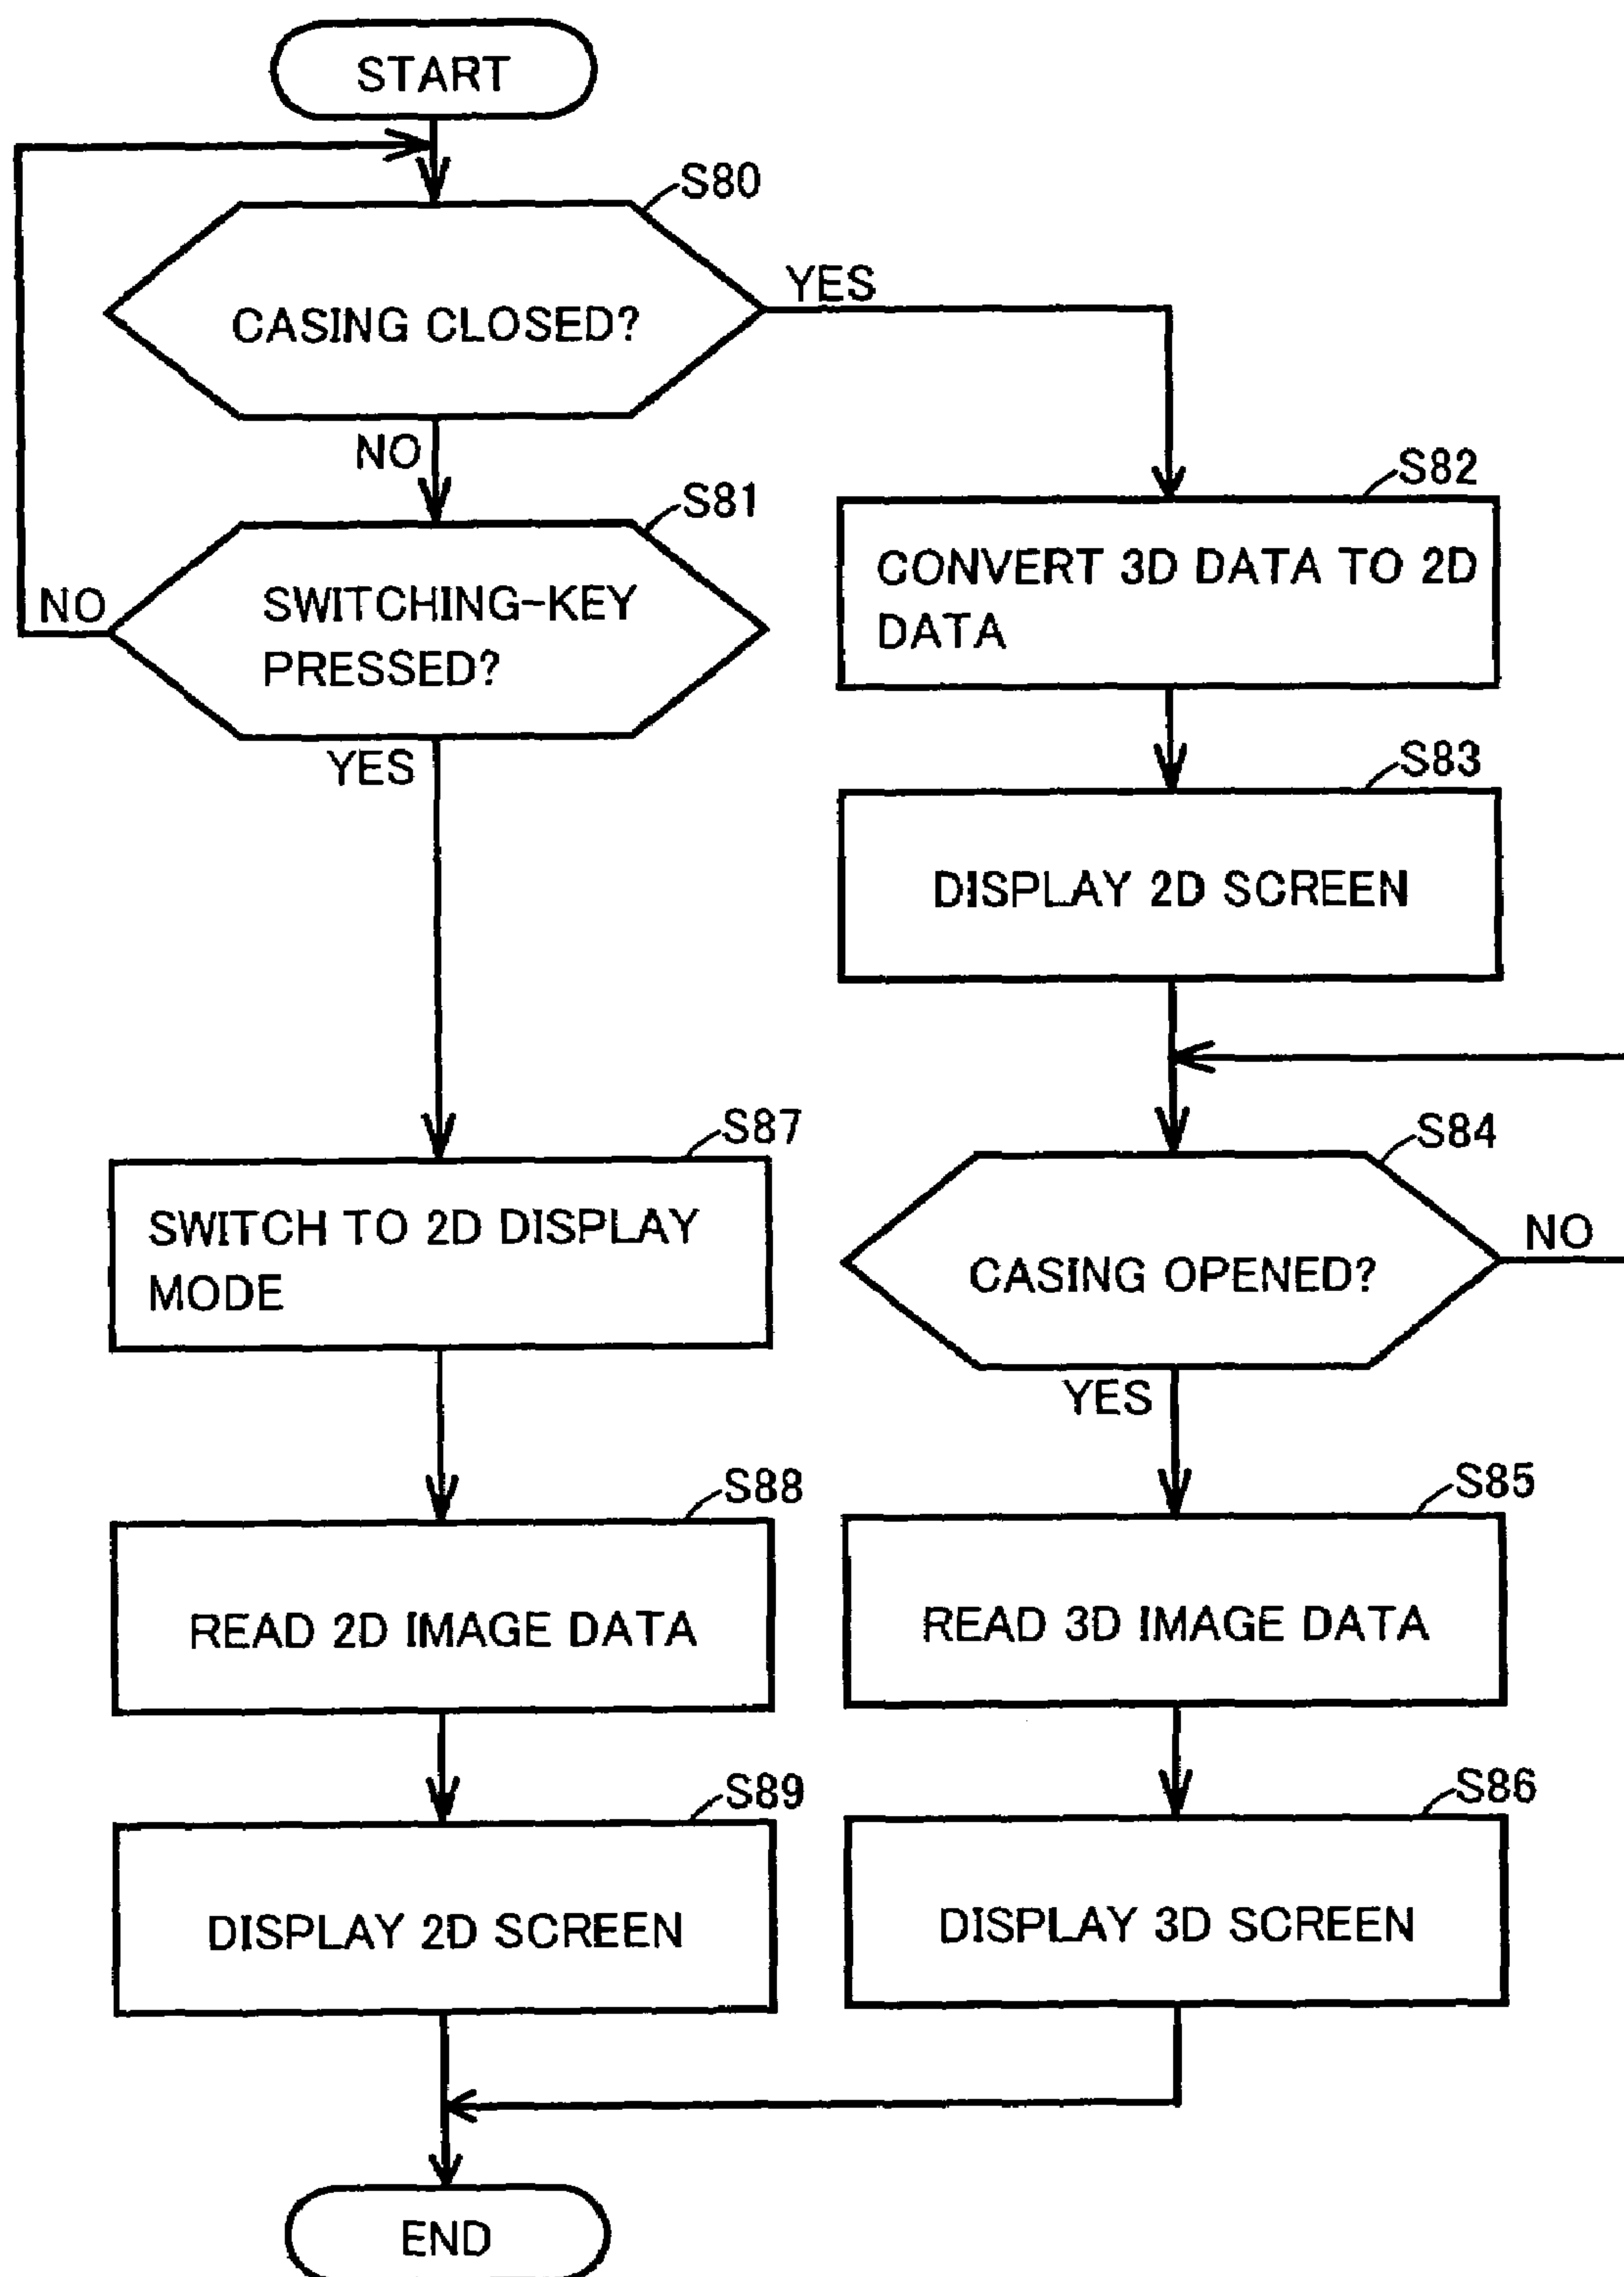 START
S80
CASING CLOSED?
YES
NO
S81
SWITCHING-KEY
PRESSED?
NO
YES
S82
CONVERT 3D DATA TO 2D
DATA
S83
DISPLAY 2D SCREEN
S84
CASING OPENED?
NO
YES
S87
SWITCH TO 2D DISPLAY
MODE
S88
READ 2D IMAGE DATA
S85
READ 3D IMAGE DATA
S89
DISPLAY 2D SCREEN
S86
DISPLAY 3D SCREEN
END